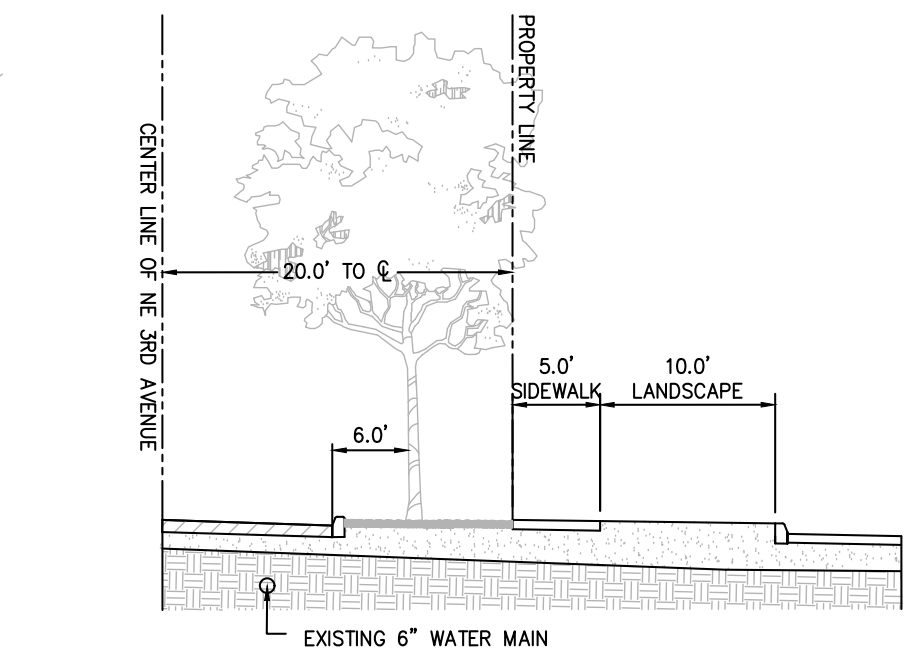 PROPERTY LINE
CENTER LINE OF NE 3RD AVENUE
20.0' TO ℄
5.0'
SIDEWALK
10.0'
LANDSCAPE
6.0'
EXISTING 6" WATER MAIN